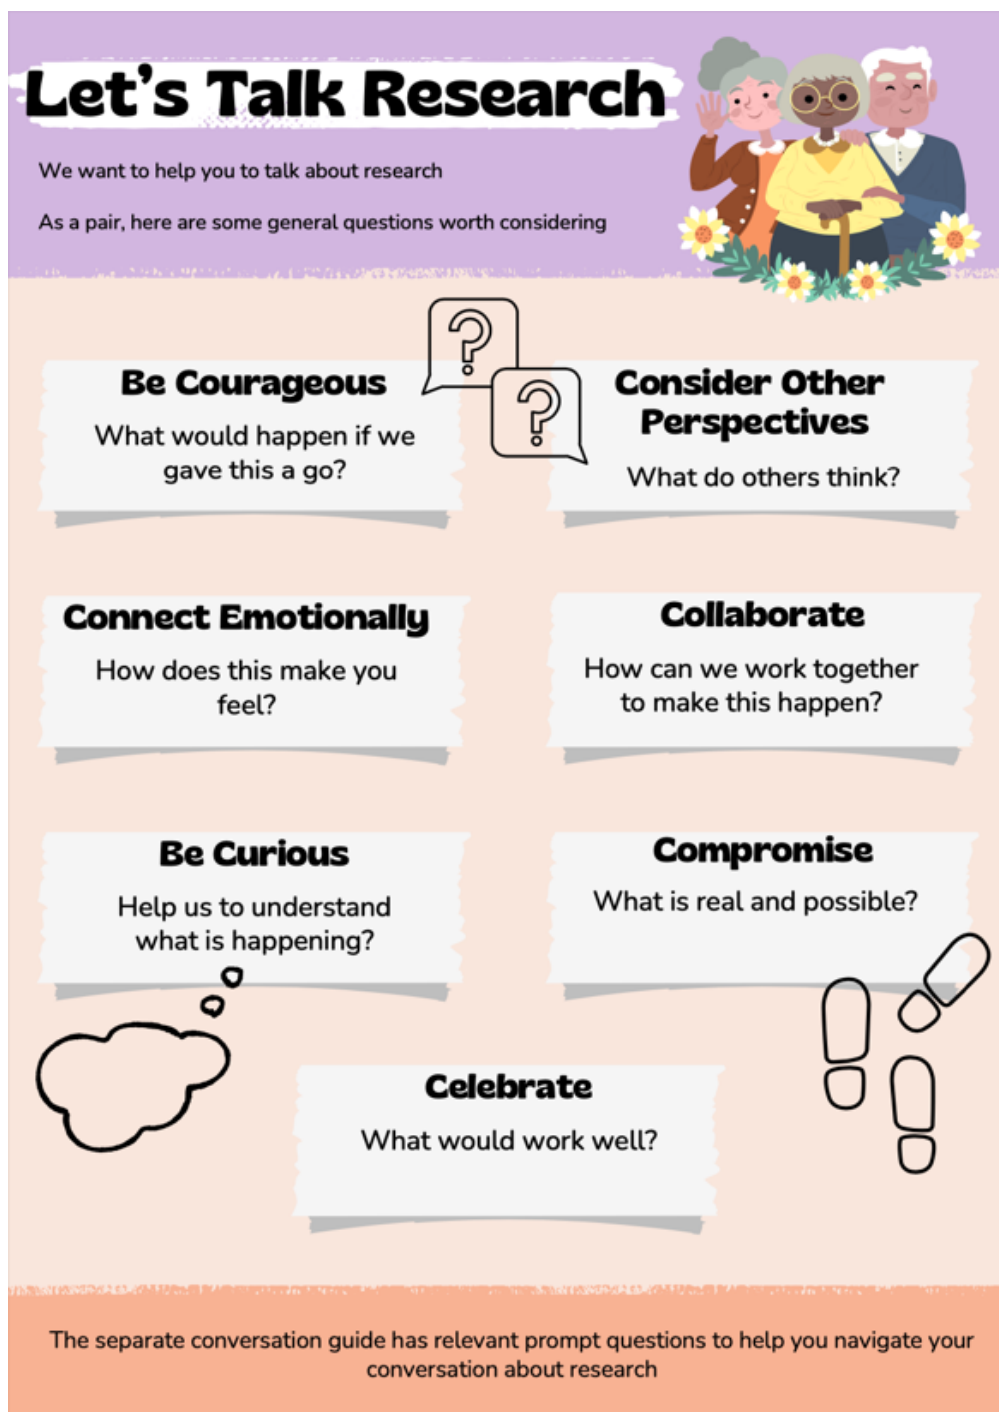 Let's Talk Research
We want to help you to talk about research
As a pair, here are some general questions worth considering
Be Courageous
What would happen if we
gave this a go?
Consider Other
Perspectives
What do others think?
Connect Emotionally
How does this make you
feel?
Collaborate
How can we work together
to make this happen?
Be Curious
Help us to understand
what is happening?
Compromise
What is real and possible?
Celebrate
What would work well?
The separate conversation guide has relevant prompt questions to help you navigate your
conversation about research